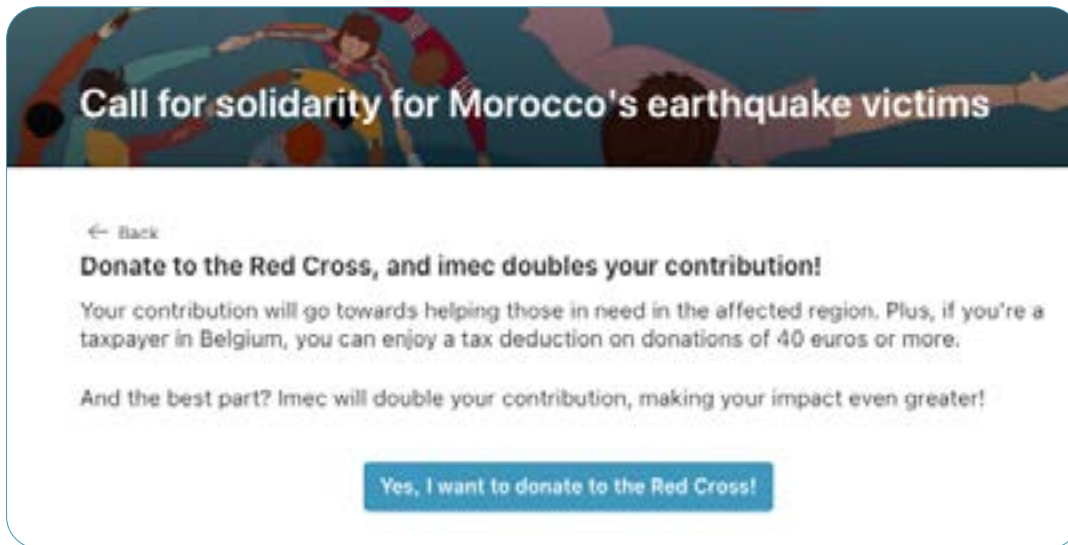 Call for solidarity for Morocco's earthquake victims
← Back
Donate to the Red Cross, and imec doubles your contribution!
Your contribution will go towards helping those in need in the affected region. Plus, if you're a
taxpayer in Belgium, you can enjoy a tax deduction on donations of 40 euros or more.
And the best part? Imec will double your contribution, making your impact even greater!
Yes, I want to donate to the Red Cross!